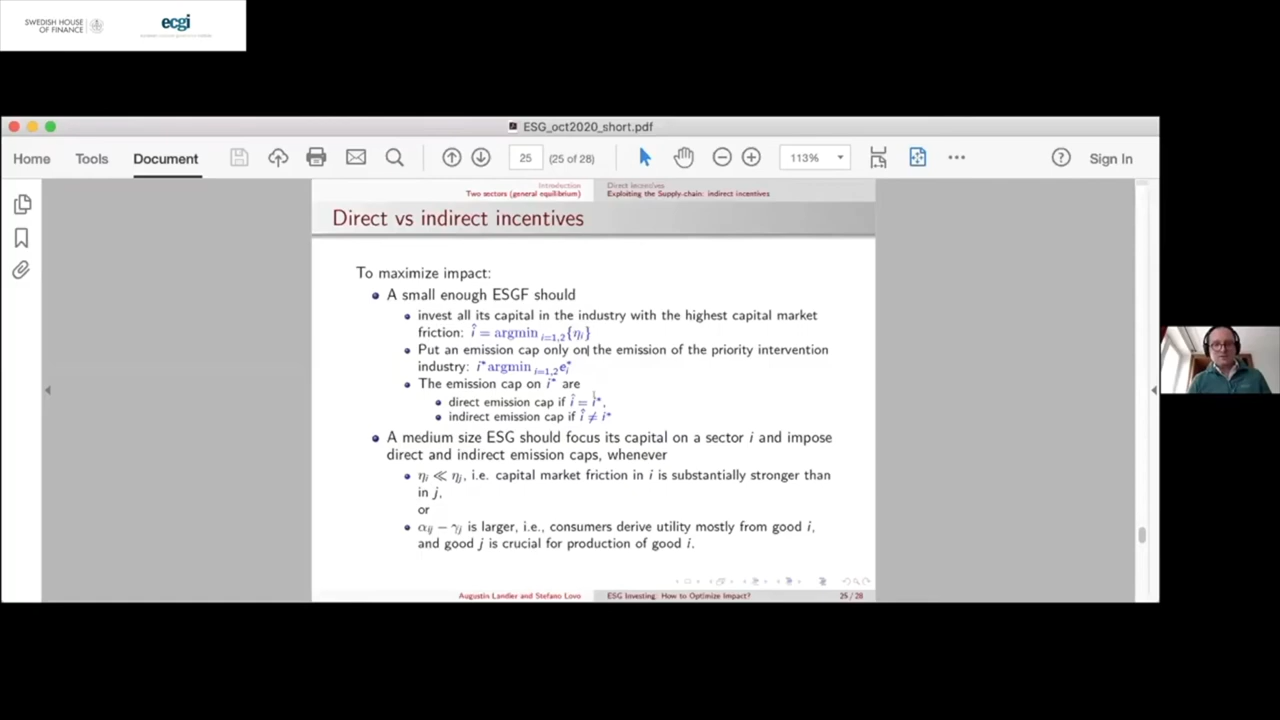 SWEDISH HOUSE
OF FINANCE
ecgi
ESG_oct2020_short.pdf
Home Tools Document 25 (25 of 28) 113% Sign In
Introduction
Two sectors (general equilibrium)
Direct incentives
Exploiting the Supply-chain: indirect incentives
Direct vs indirect incentives
To maximize impact:
A small enough ESGF should
invest all its capital in the industry with the highest capital market
friction: î = argmin i=1,2{ηi}
Put an emission cap only on the emission of the priority intervention
industry: i*argmin i=1,2 ei*
The emission cap on i* are
direct emission cap if î = i*,
indirect emission cap if î ≠ i*
A medium size ESG should focus its capital on a sector i and impose
direct and indirect emission caps, whenever
ηi ≪ ηj, i.e. capital market friction in i is substantially stronger than
in j,
or
αij − γj is larger, i.e., consumers derive utility mostly from good i,
and good j is crucial for production of good i.
Augustin Landier and Stefano Lovo ESG Investing: How to Optimize Impact? 25 / 28